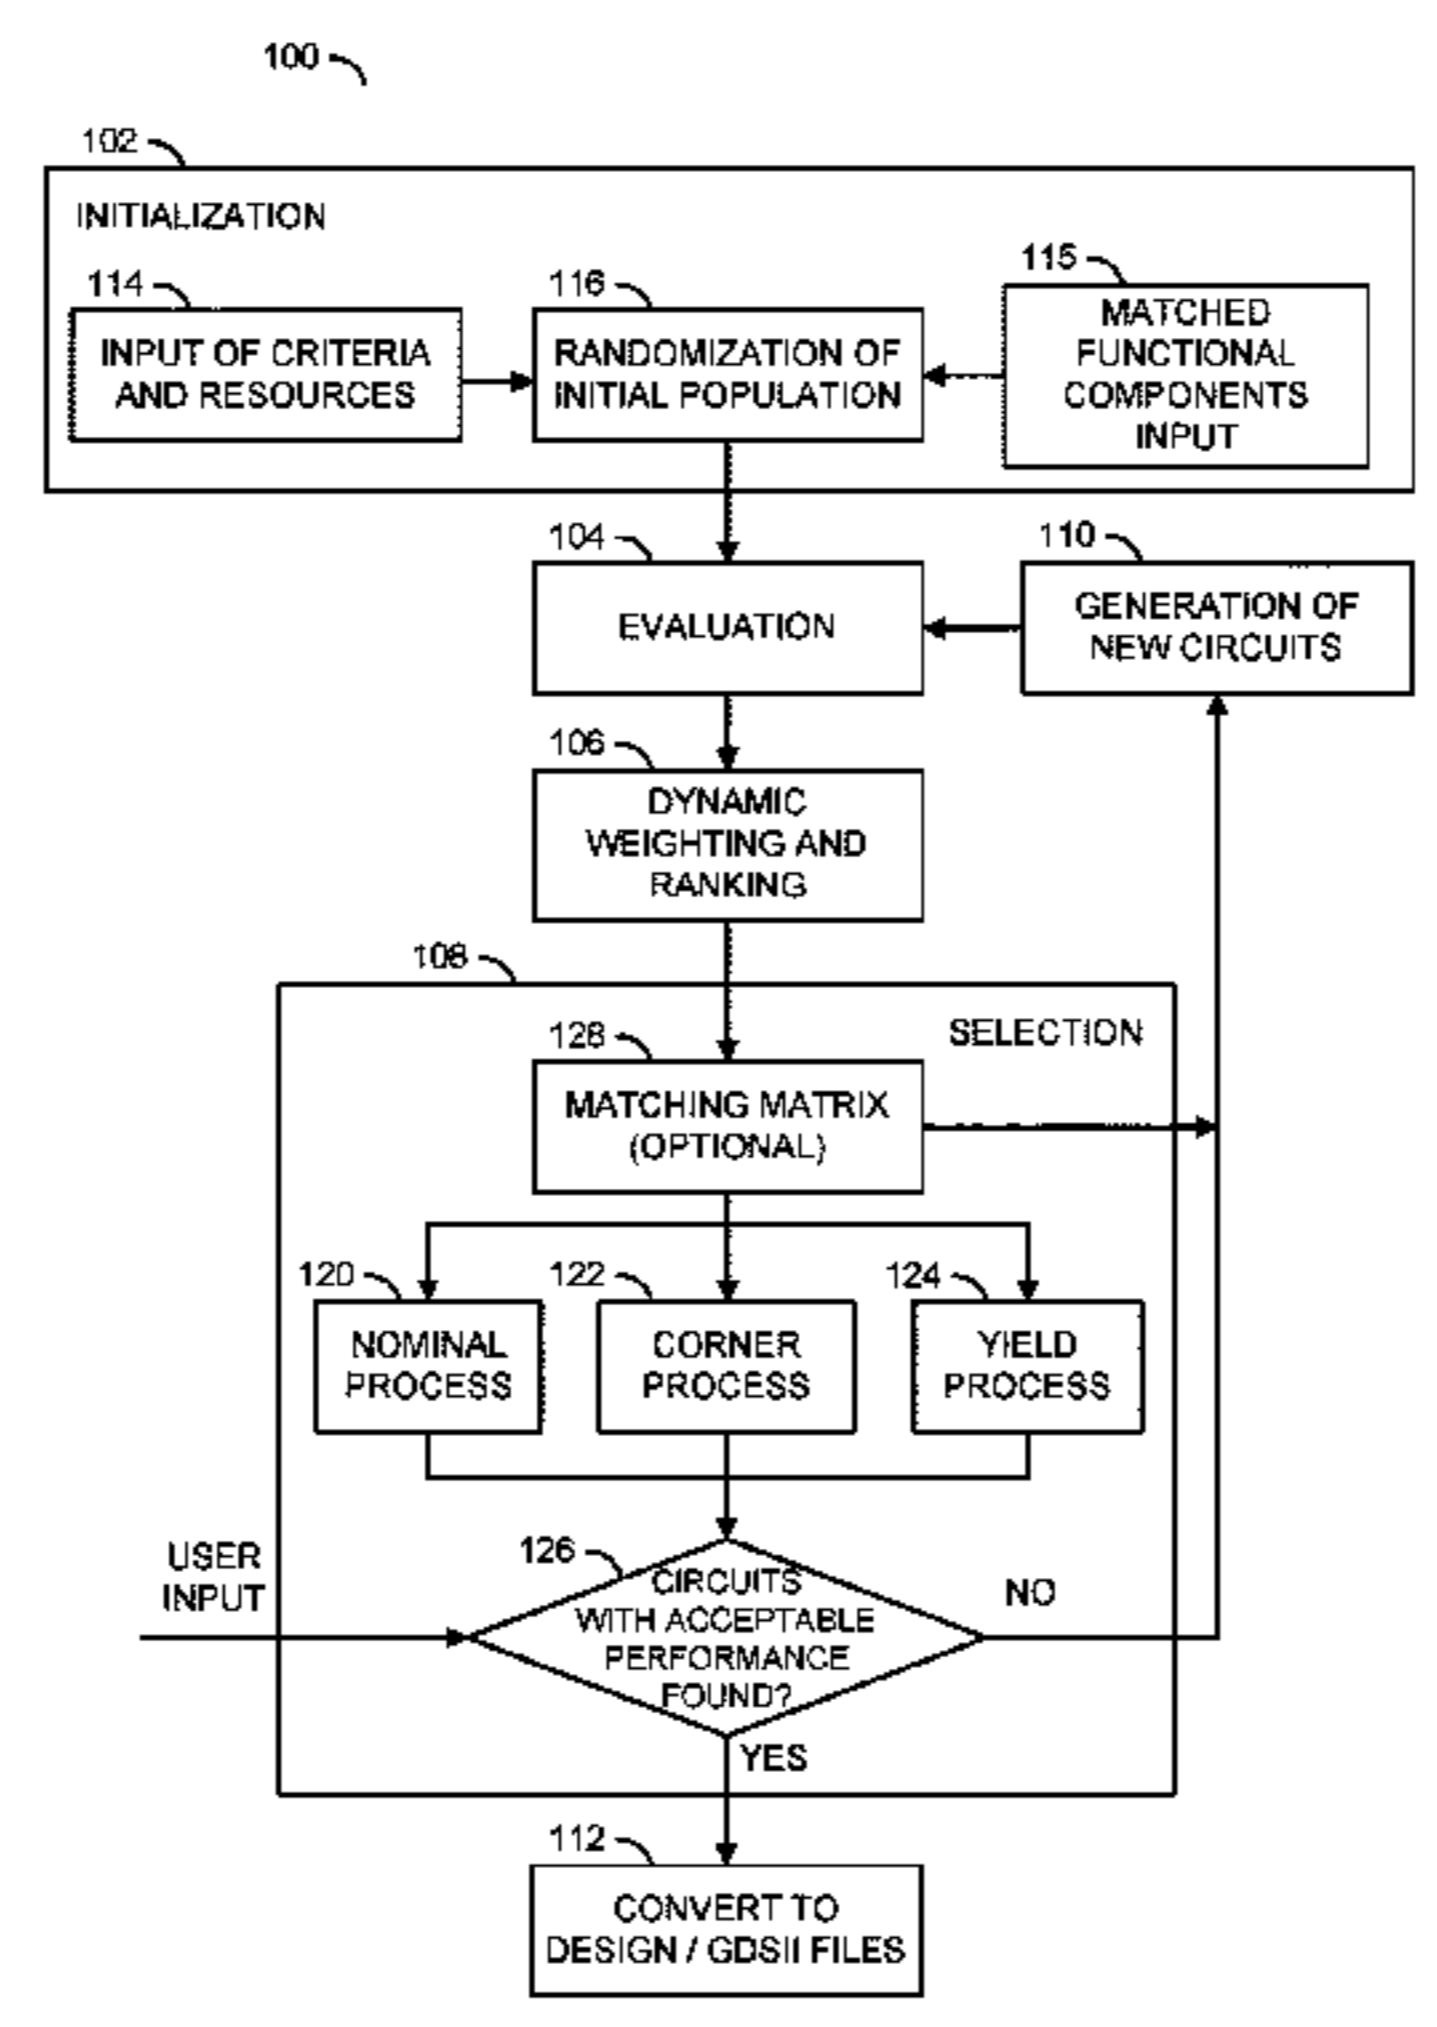 100
102
INITIALIZATION
114
INPUT OF CRITERIA
AND RESOURCES
116
RANDOMIZATION OF
INITIAL POPULATION
115
MATCHED
FUNCTIONAL
COMPONENTS
INPUT
104
EVALUATION
110
GENERATION OF
NEW CIRCUITS
106
DYNAMIC
WEIGHTING AND
RANKING
108
SELECTION
128
MATCHING MATRIX
(OPTIONAL)
120
NOMINAL
PROCESS
122
CORNER
PROCESS
124
YIELD
PROCESS
USER
INPUT
126
CIRCUITS
WITH ACCEPTABLE
PERFORMANCE
FOUND?
NO
YES
112
CONVERT TO
DESIGN / GDSII FILES